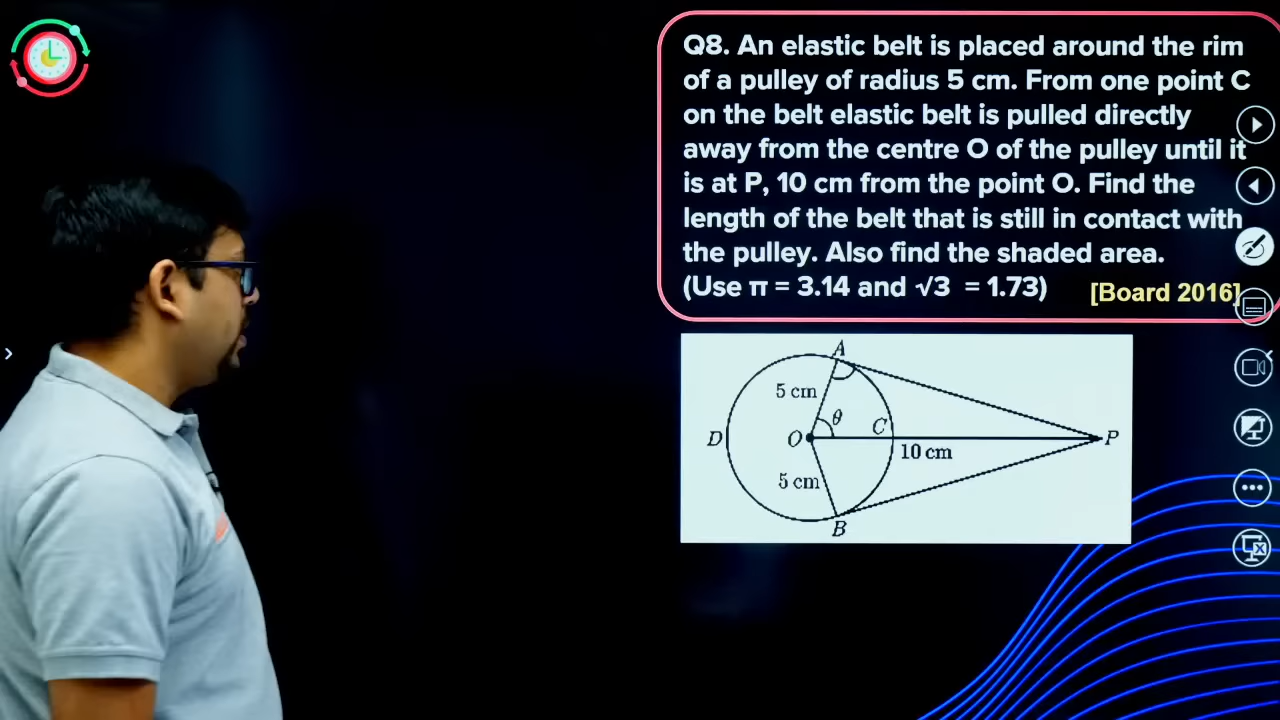 Q8. An elastic belt is placed around the rim
of a pulley of radius 5 cm. From one point C
on the belt elastic belt is pulled directly
away from the centre O of the pulley until it
is at P, 10 cm from the point O. Find the
length of the belt that is still in contact with
the pulley. Also find the shaded area.
(Use π = 3.14 and √3 = 1.73) [Board 2016]
A
5 cm
θ
D
O
C
P
10 cm
5 cm
B